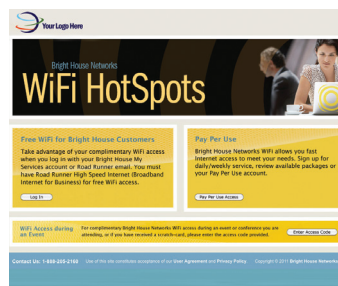 Your Logo Here
Bright House Networks
WiFi HotSpots
Free WiFi for Bright House Customers
Take advantage of your complimentary WiFi access
when you log in with your Bright House My
Services account or Road Runner email. You must
have Road Runner High Speed Internet (Broadband
Internet for Business) for free WiFi access.
Log In
Pay Per Use
Bright House Networks WiFi allows you fast
Internet access to meet your needs. Sign up for
daily/weekly service, review available packages or
your Pay Per Use account.
Pay Per Use Access
WiFi Access during
an Event
For complimentary Bright House Networks WiFi access during an event or conference you are
attending, or if you have received a scratch-card, please enter the access code provided.
Enter Access Code
Contact Us: 1-888-205-2160 Use of this site constitutes acceptance of our User Agreement and Privacy Policy. Copyright © 2011 Bright House Networks